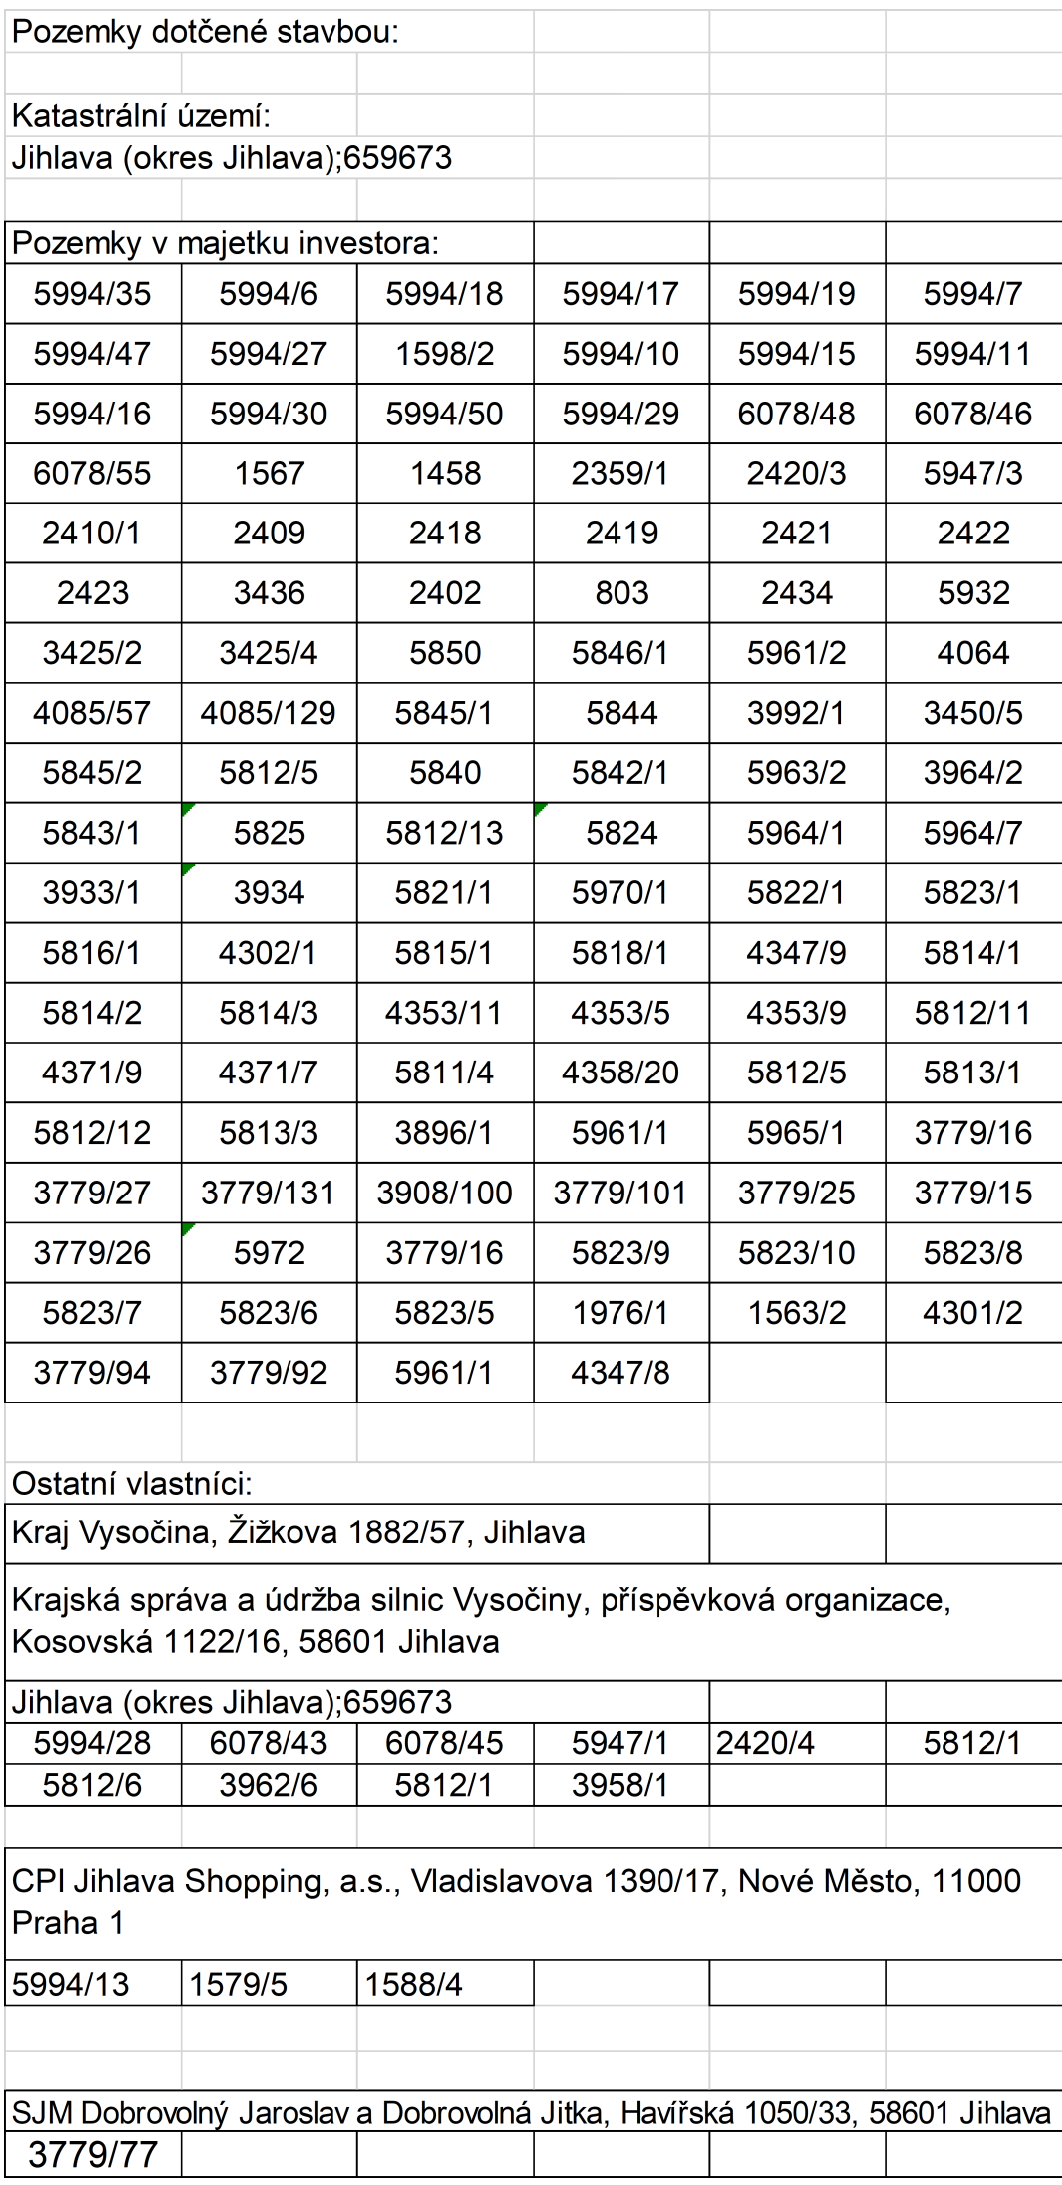 Pozemky dotčené stavbou:
Katastrální území:
Jihlava (okres Jihlava);659673
Pozemky v majetku investora:
5994/35 5994/6 5994/18 5994/17 5994/19 5994/7
5994/47 5994/27 1598/2 5994/10 5994/15 5994/11
5994/16 5994/30 5994/50 5994/29 6078/48 6078/46
6078/55 1567 1458 2359/1 2420/3 5947/3
2410/1 2409 2418 2419 2421 2422
2423 3436 2402 803 2434 5932
3425/2 3425/4 5850 5846/1 5961/2 4064
4085/57 4085/129 5845/1 5844 3992/1 3450/5
5845/2 5812/5 5840 5842/1 5963/2 3964/2
5843/1 5825 5812/13 5824 5964/1 5964/7
3933/1 3934 5821/1 5970/1 5822/1 5823/1
5816/1 4302/1 5815/1 5818/1 4347/9 5814/1
5814/2 5814/3 4353/11 4353/5 4353/9 5812/11
4371/9 4371/7 5811/4 4358/20 5812/5 5813/1
5812/12 5813/3 3896/1 5961/1 5965/1 3779/16
3779/27 3779/131 3908/100 3779/101 3779/25 3779/15
3779/26 5972 3779/16 5823/9 5823/10 5823/8
5823/7 5823/6 5823/5 1976/1 1563/2 4301/2
3779/94 3779/92 5961/1 4347/8
Ostatní vlastníci:
Kraj Vysočina, Žižkova 1882/57, Jihlava
Krajská správa a údržba silnic Vysočiny, příspěvková organizace,
Kosovská 1122/16, 58601 Jihlava
Jihlava (okres Jihlava);659673
5994/28 6078/43 6078/45 5947/1 2420/4 5812/1
5812/6 3962/6 5812/1 3958/1
CPI Jihlava Shopping, a.s., Vladislavova 1390/17, Nové Město, 11000
Praha 1
5994/13 1579/5 1588/4
SJM Dobrovolný Jaroslav a Dobrovolná Jitka, Havířská 1050/33, 58601 Jihlava
3779/77